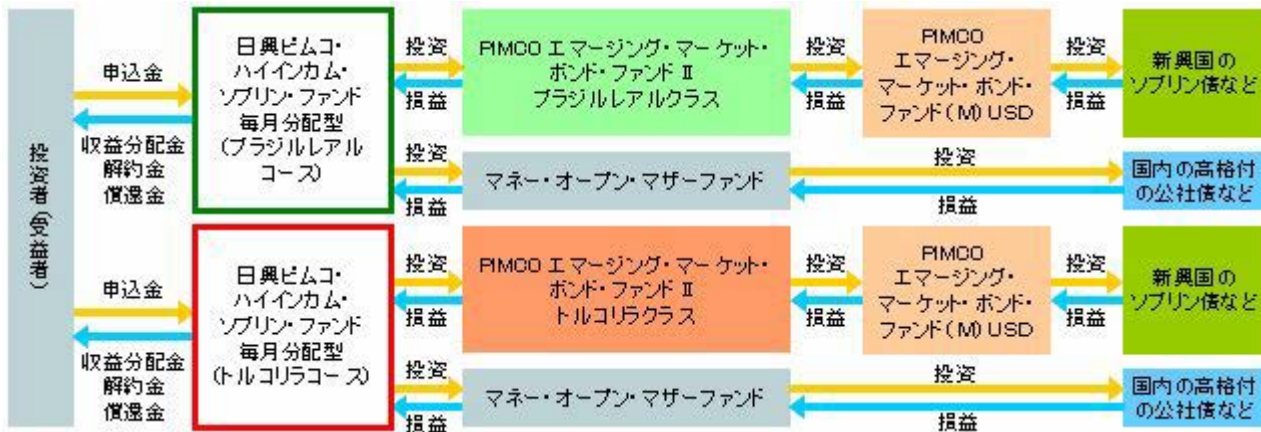 投資者（受益者）
申込金
収益分配金
解約金
償還金
日興ピムコ・
ハイインカム・
ソブリン・ファンド
毎月分配型
（ブラジルレアル
コース）
投資
損益
PIMCO エマージング・マーケット・
ボンド・ファンド Ⅱ
ブラジルレアルクラス
投資
損益
PIMCO
エマージング・
マーケット・ボンド・
ファンド（M）USD
投資
損益
新興国の
ソブリン債など
投資
損益
マネー・オープン・マザーファンド
投資
損益
国内の高格付
の公社債など
申込金
収益分配金
解約金
償還金
日興ピムコ・
ハイインカム・
ソブリン・ファンド
毎月分配型
（トルコリラコース）
投資
損益
PIMCO エマージング・マーケット・
ボンド・ファンド Ⅱ
トルコリラクラス
投資
損益
PIMCO
エマージング・
マーケット・ボンド・
ファンド（M）USD
投資
損益
新興国の
ソブリン債など
投資
損益
マネー・オープン・マザーファンド
投資
損益
国内の高格付
の公社債など